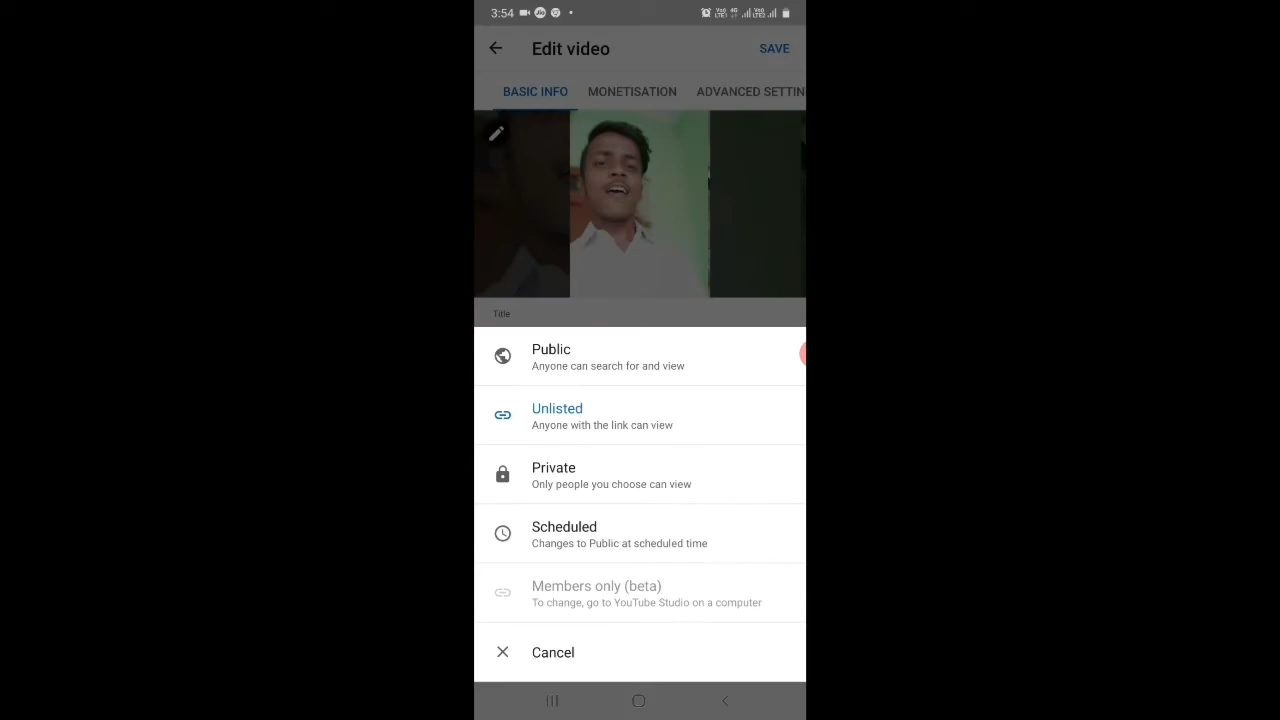 3:54
Edit video
SAVE
BASIC INFO
MONETISATION
ADVANCED SETTIN
Title
Public
Anyone can search for and view
Unlisted
Anyone with the link can view
Private
Only people you choose can view
Scheduled
Changes to Public at scheduled time
Members only (beta)
To change, go to YouTube Studio on a computer
Cancel